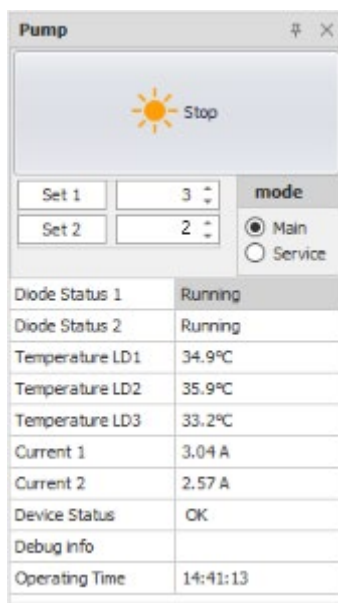 Pump
Stop
Set 1 3 mode
Set 2 2 Main
Service
Diode Status 1 Running
Diode Status 2 Running
Temperature LD1 34.9°C
Temperature LD2 35.9°C
Temperature LD3 33.2°C
Current 1 3.04 A
Current 2 2.57 A
Device Status OK
Debug info
Operating Time 14:41:13